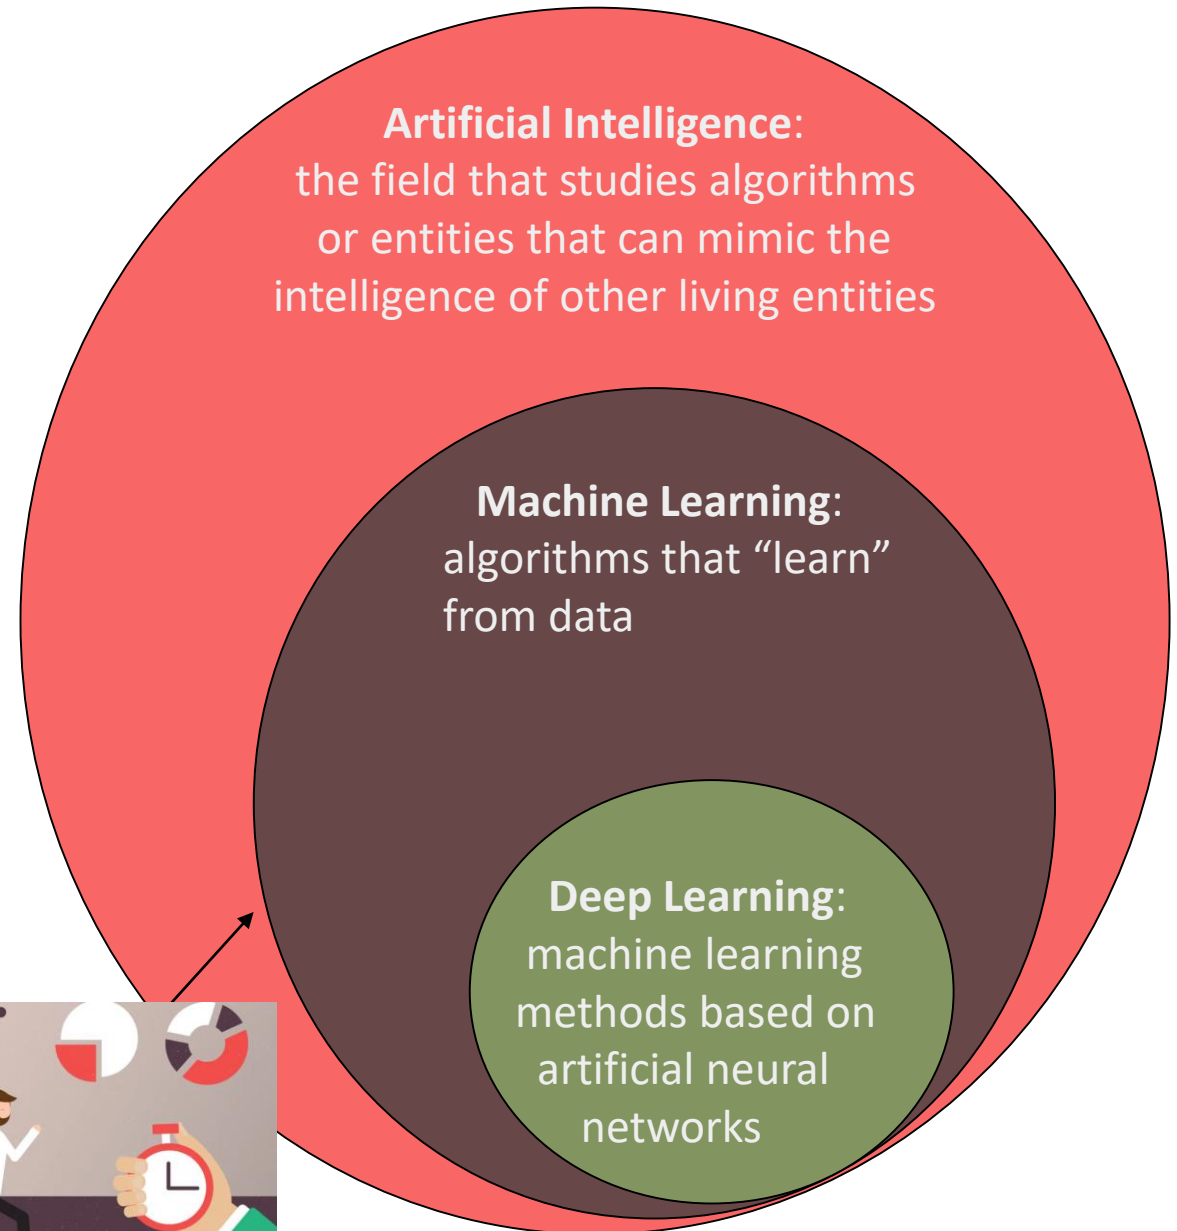 Artificial Intelligence:
the field that studies algorithms
or entities that can mimic the
intelligence of other living entities
Machine Learning:
algorithms that “learn”
from data
Deep Learning:
machine learning
methods based on
artificial neural
networks